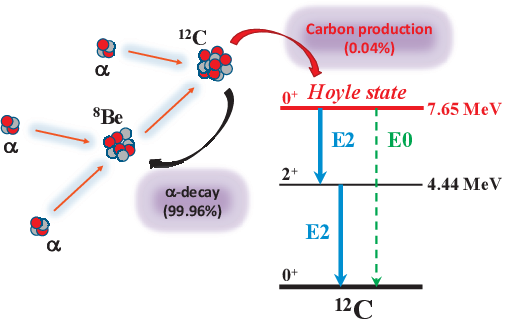 ¹²C
Carbon production
(0.04%)
α
0⁺ Hoyle state
7.65 MeV
⁸Be
α
E2
E0
2⁺
4.44 MeV
α-decay
(99.96%)
α
E2
0⁺
¹²C